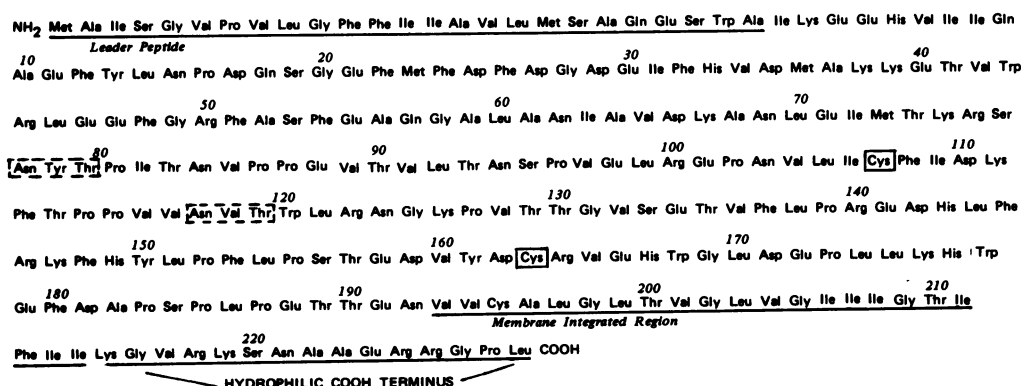 NH2 Met Ala Ile Ser Gly Val Pro Val Leu Gly Phe Phe Ile Ile Ala Val Leu Met Ser Ala Gln Glu Ser Trp Ala Ile Lys Glu Glu His Val Ile Ile Gln
Leader Peptide
10 20 30 40
Ala Glu Phe Tyr Leu Asn Pro Asp Gln Ser Gly Glu Phe Met Phe Asp Phe Asp Gly Asp Glu Ile Phe His Val Asp Met Ala Lys Lys Glu Thr Val Trp
50 60 70
Arg Leu Glu Glu Phe Gly Arg Phe Ala Ser Phe Glu Ala Gln Gly Ala Leu Ala Asn Ile Ala Val Asp Lys Ala Asn Leu Glu Ile Met Thr Lys Arg Ser
80 90 100 110
Asn Tyr Thr Pro Ile Thr Asn Val Pro Pro Glu Val Thr Val Leu Thr Asn Ser Pro Val Glu Leu Arg Glu Pro Asn Val Leu Ile Cys Phe Ile Asp Lys
120 130 140
Phe Thr Pro Pro Val Val Asn Val Thr Trp Leu Arg Asn Gly Lys Pro Val Thr Thr Gly Val Ser Glu Thr Val Phe Leu Pro Arg Glu Asp His Leu Phe
150 160 170
Arg Lys Phe His Tyr Leu Pro Phe Leu Pro Ser Thr Glu Asp Val Tyr Asp Cys Arg Val Glu His Trp Gly Leu Asp Glu Pro Leu Leu Lys His Trp
180 190 200 210
Glu Phe Asp Ala Pro Ser Pro Leu Pro Glu Thr Thr Glu Asn Val Val Cys Ala Leu Gly Leu Thr Val Gly Leu Val Gly Ile Ile Ile Gly Thr Ile
Membrane Integrated Region
220
Phe Ile Ile Lys Gly Val Arg Lys Ser Asn Ala Ala Glu Arg Arg Gly Pro Leu COOH
HYDROPHILIC COOH TERMINUS